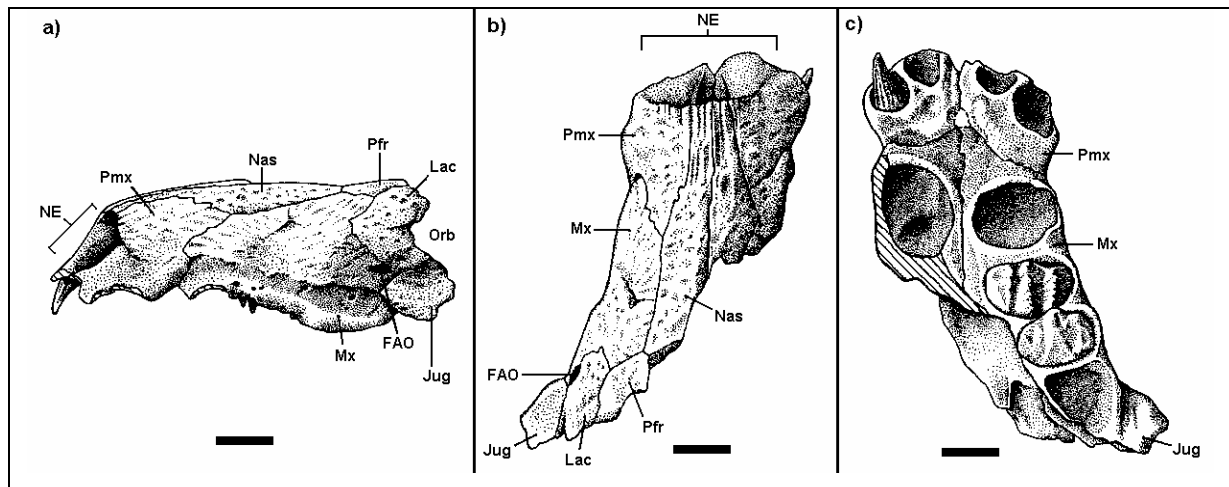 a)
NE
Pmx
Nas
Pfr
Lac
Orb
Mx
FAO
Jug
b)
NE
Pmx
Mx
Nas
FAO
Pfr
Jug
Lac
c)
Pmx
Mx
Jug